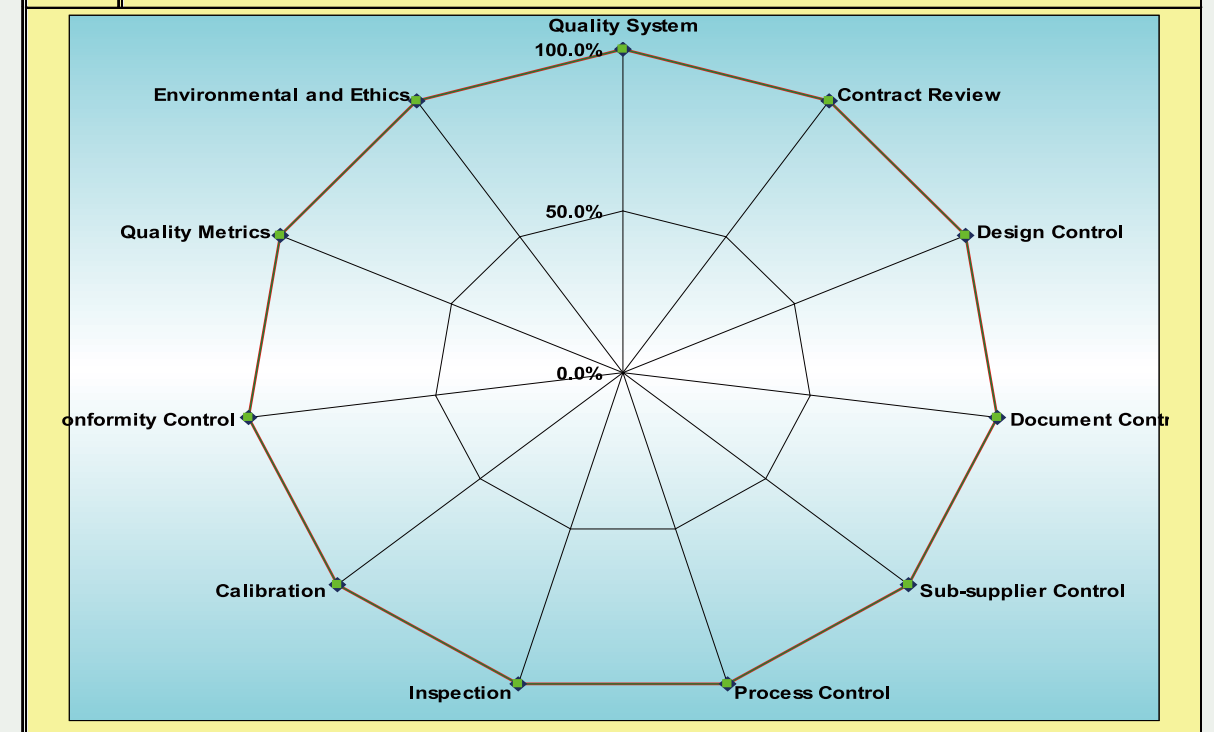 Quality System
100.0%
Environmental and Ethics
Contract Review
50.0%
Quality Metrics
Design Control
0.0%
onformity Control
Document Contr
Calibration
Sub-supplier Control
Inspection
Process Control